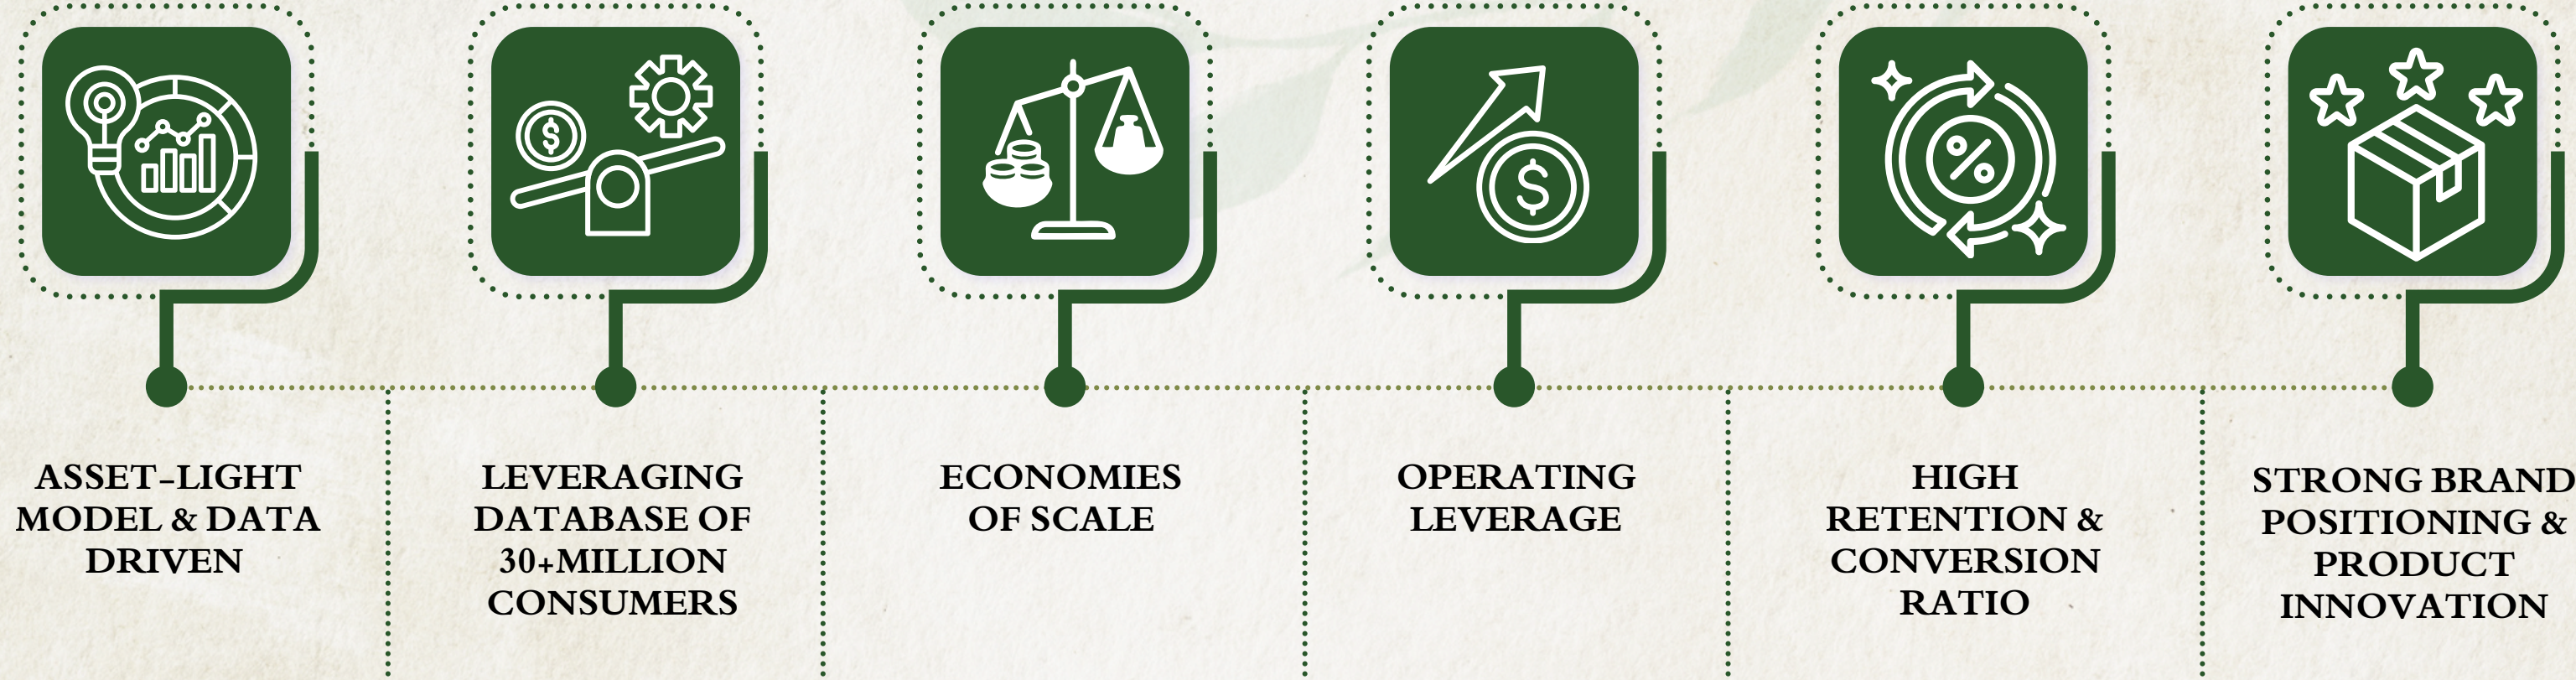 ASSET-LIGHT
MODEL & DATA
DRIVEN
LEVERAGING
DATABASE OF
30+MILLION
CONSUMERS
ECONOMIES
OF SCALE
OPERATING
LEVERAGE
HIGH
RETENTION &
CONVERSION
RATIO
STRONG BRAND
POSITIONING &
PRODUCT
INNOVATION